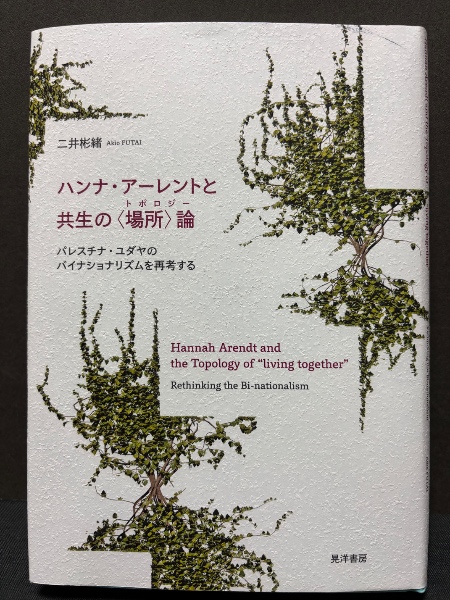 二井彬緒 Akio FUTAI
ハンナ・アーレントと
トポロジー
共生の〈場所〉論
パレスチナ・ユダヤの
バイナショナリズムを再考する
Hannah Arendt and
the Topology of “living together”
Rethinking the Bi-nationalism
晃洋書房